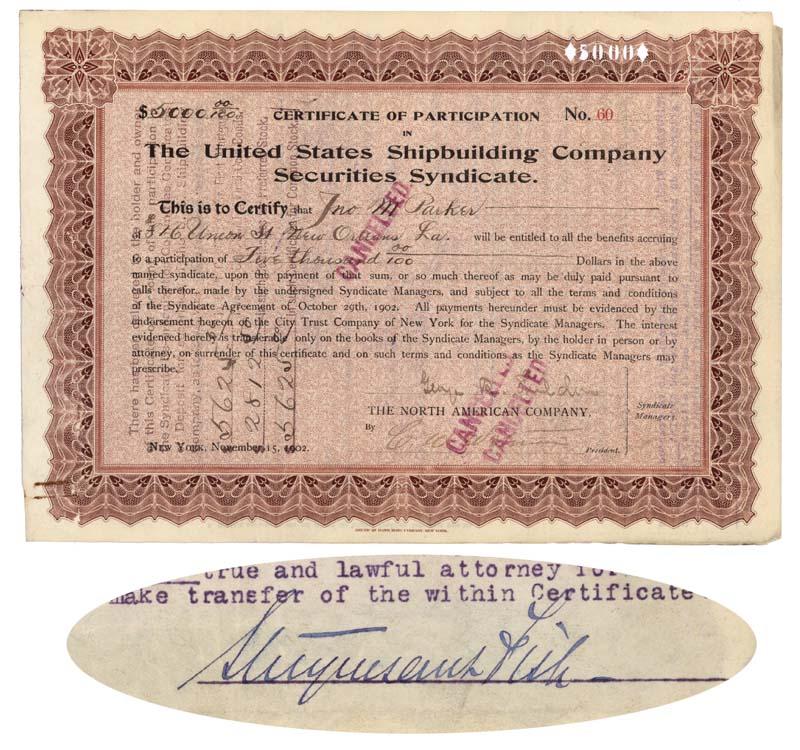 ♦5000♦
$5000 00/100 CERTIFICATE OF PARTICIPATION No. 60
IN
The United States Shipbuilding Company
Securities Syndicate.
This is to Certify that Jno M Parker
of 816 Union St New Orleans La. will be entitled to all the benefits accruing
to a participation of Five thousand 00/100 Dollars in the above
named syndicate, upon the payment of that sum, or so much thereof as may be duly paid pursuant to
calls therefor, made by the undersigned Syndicate Managers, and subject to all the terms and conditions
of the Syndicate Agreement of October 29th, 1902. All payments hereunder must be evidenced by the
endorsement hereon of the City Trust Company of New York for the Syndicate Managers. The interest
evidenced hereby is transferable only on the books of the Syndicate Managers, by the holder in person or by
attorney, on surrender of this certificate and on such terms and conditions as the Syndicate Managers may
prescribe.
THE NORTH AMERICAN COMPANY,
By
President.
Syndicate
Managers.
New York, November 15, 1902.
CANCELLED
CANCELLED
CANCELLED
5625
2812
5625
true and lawful attorney for
make transfer of the within Certificate
Stuyvesant Fish